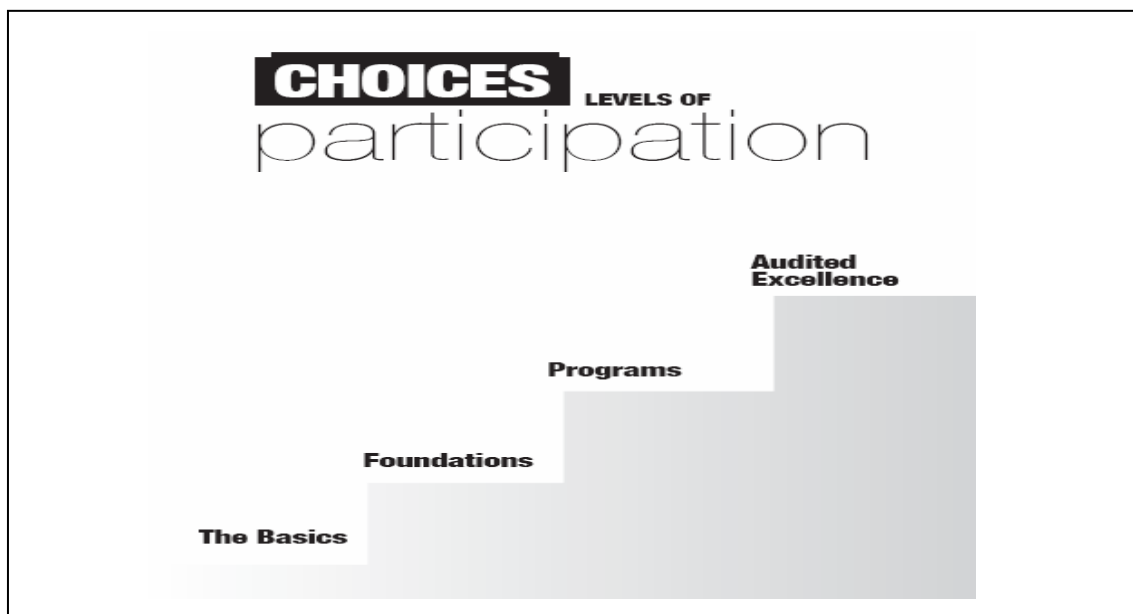 CHOICES LEVELS OF
participation
Audited
Excellence
Programs
Foundations
The Basics